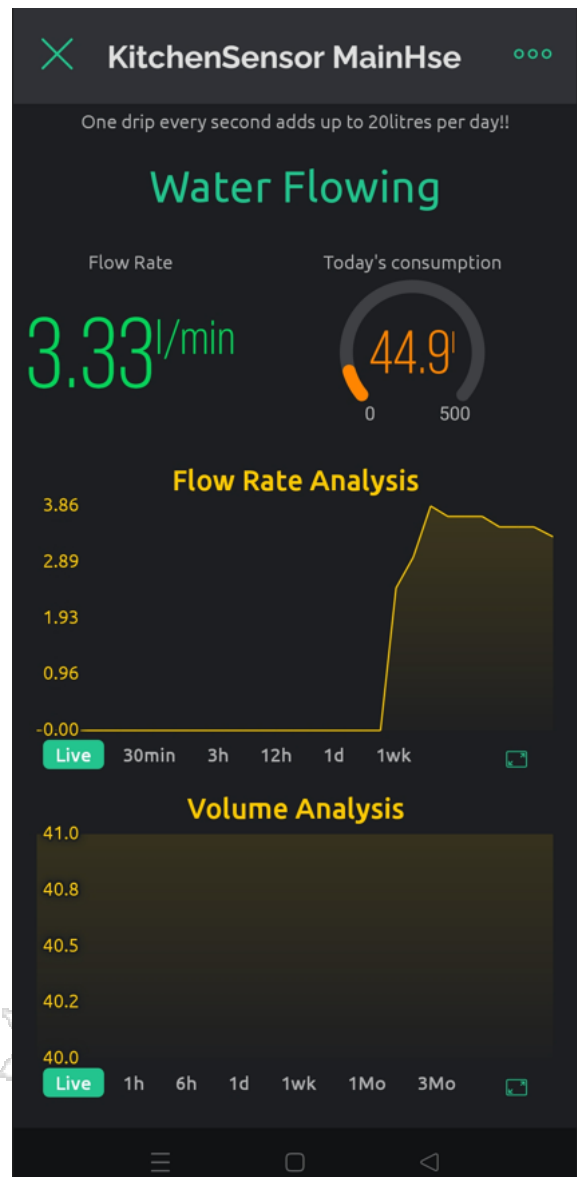 KitchenSensor MainHse
One drip every second adds up to 20litres per day!!
Water Flowing
Flow Rate
Today's consumption
3.33 l/min
44.9 l
0 500
Flow Rate Analysis
3.86
2.89
1.93
0.96
-0.00
Live 30min 3h 12h 1d 1wk
Volume Analysis
41.0
40.8
40.5
40.2
40.0
Live 1h 6h 1d 1wk 1Mo 3Mo